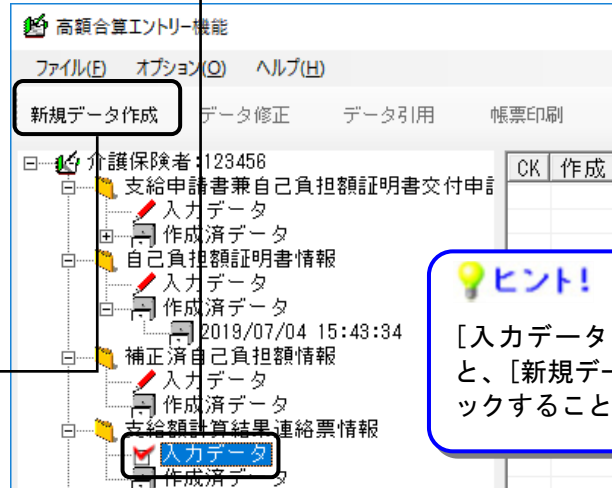 高額合算エントリー機能
ファイル(F) オプション(O) ヘルプ(H)
新規データ作成 データ修正 データ引用 帳票印刷
介護保険者:123456
CK 作成
支給申請書兼自己負担額証明書交付申請
入力データ
作成済データ
自己負担額証明書情報
入力データ
作成済データ
2019/07/04 15:43:34
補正済自己負担額情報
入力データ
作成済データ
支給額計算結果連絡票情報
入力データ
作成済データ
ヒント!
[入力データ
と、[新規デー
ックすること